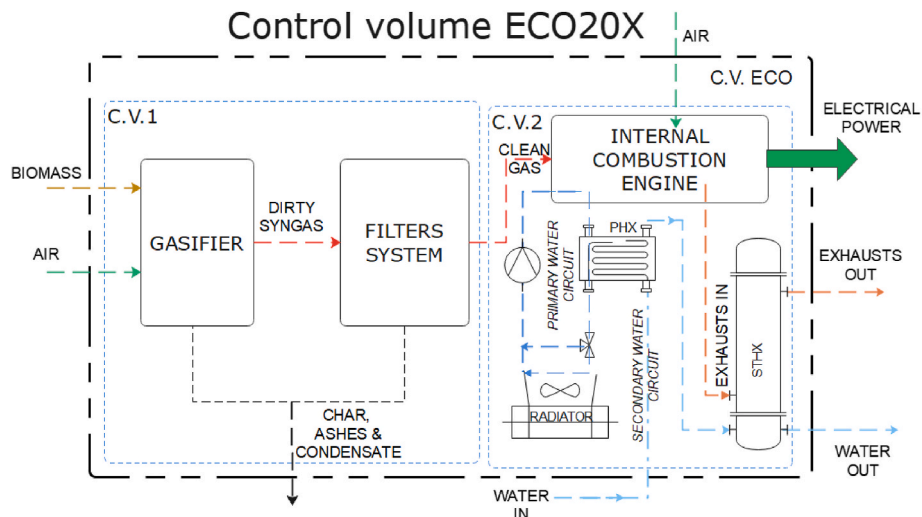 Control volume ECO20X
AIR
C.V. ECO
C.V.1
C.V.2
ELECTRICAL
POWER
INTERNAL
COMBUSTION
ENGINE
CLEAN
GAS
BIOMASS
DIRTY
SYNGAS
GASIFIER
FILTERS
SYSTEM
AIR
PHX
PRIMARY WATER
CIRCUIT
SECONDARY WATER
CIRCUIT
EXHAUSTS IN
STHX
EXHAUSTS
OUT
RADIATOR
CHAR,
ASHES &
CONDENSATE
WATER
OUT
WATER
IN